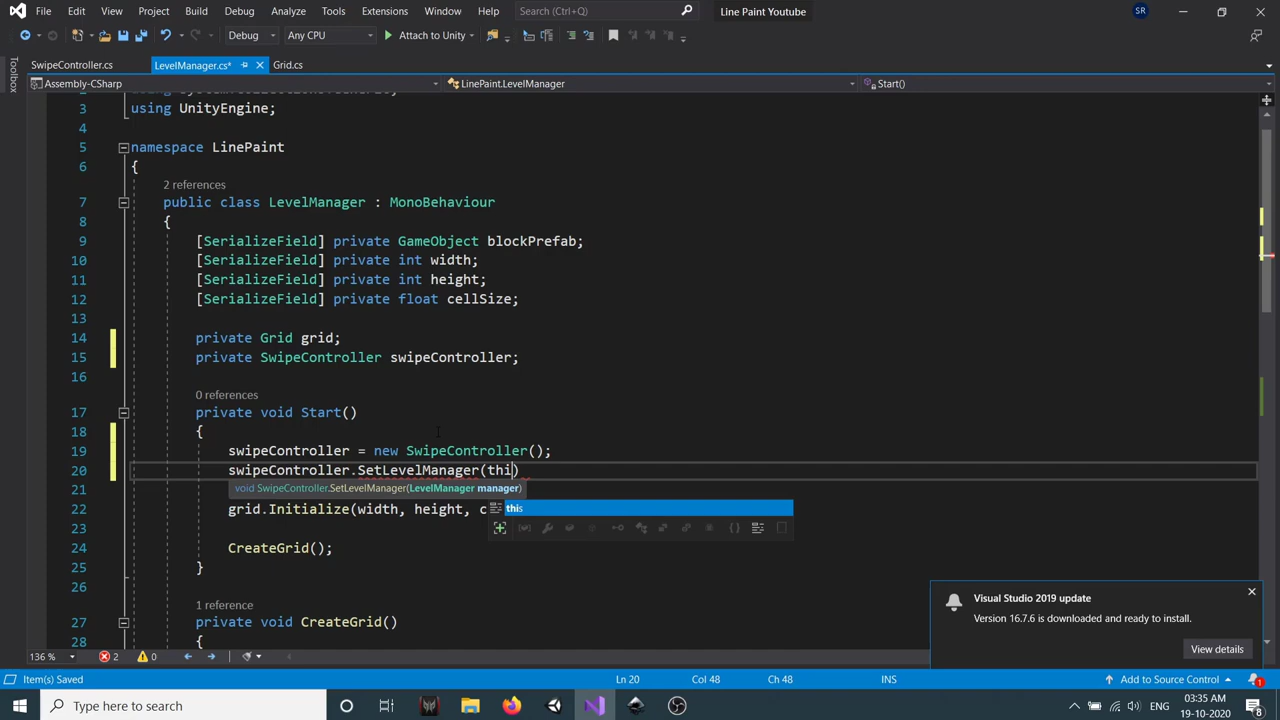 File Edit View Project Build Debug Analyze Tools Extensions Window Help Search (Ctrl+Q) Line Paint Youtube SR
Debug Any CPU Attach to Unity
SwipeController.cs LevelManager.cs* Grid.cs
Toolbox
Assembly-CSharp LinePaint.LevelManager Start()
3 using UnityEngine;
4
5 namespace LinePaint
6 {
2 references
7 public class LevelManager : MonoBehaviour
8 {
9 [SerializeField] private GameObject blockPrefab;
10 [SerializeField] private int width;
11 [SerializeField] private int height;
12 [SerializeField] private float cellSize;
13
14 private Grid grid;
15 private SwipeController swipeController;
16
0 references
17 private void Start()
18 {
19 swipeController = new SwipeController();
20 swipeController.SetLevelManager(thi)
21 void SwipeController.SetLevelManager(LevelManager manager)
this
22 grid.Initialize(width, height, c
23
24 CreateGrid();
25 }
26
1 reference
27 private void CreateGrid()
28 {
Visual Studio 2019 update
Version 16.7.6 is downloaded and ready to install.
View details
136 % 2 0 Ln 20 Col 48 Ch 48 INS
Item(s) Saved Add to Source Control 1
Type here to search ENG 03:35 AM
19-10-2020 8